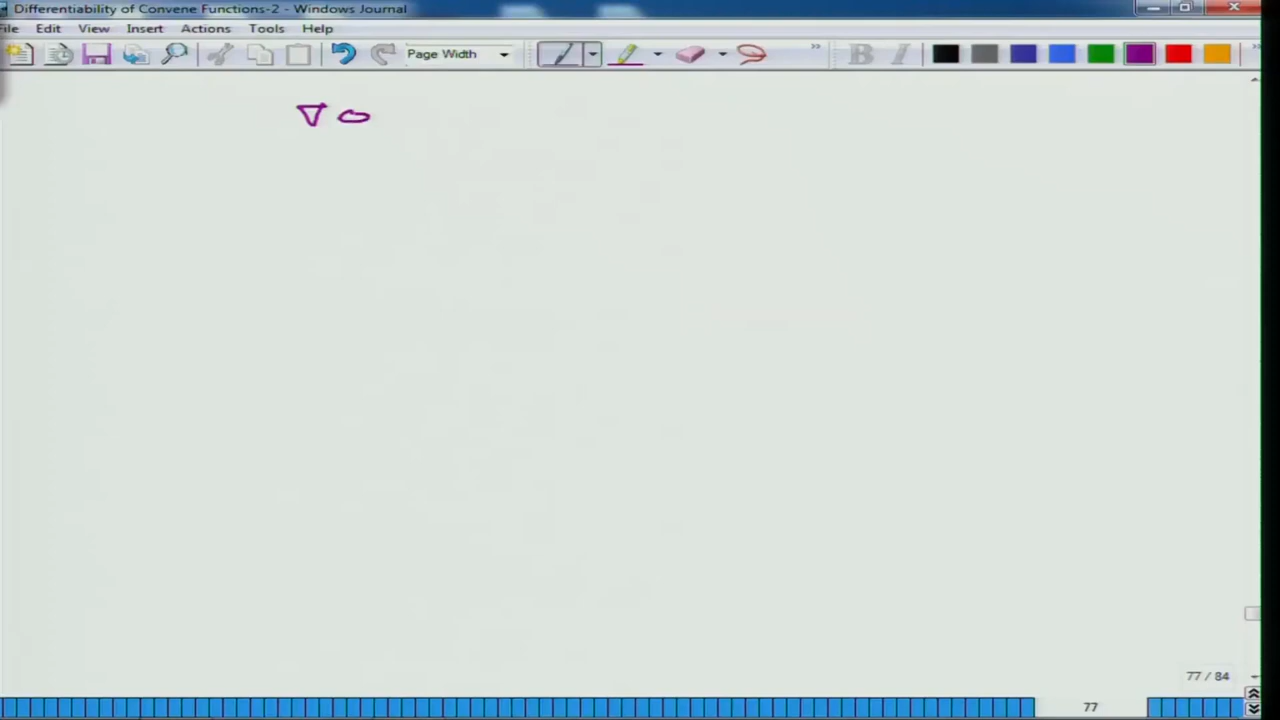 Differentiability of Convene Functions-2 - Windows Journal
File Edit View Insert Actions Tools Help
Page Width B I
∇
77 / 84
77